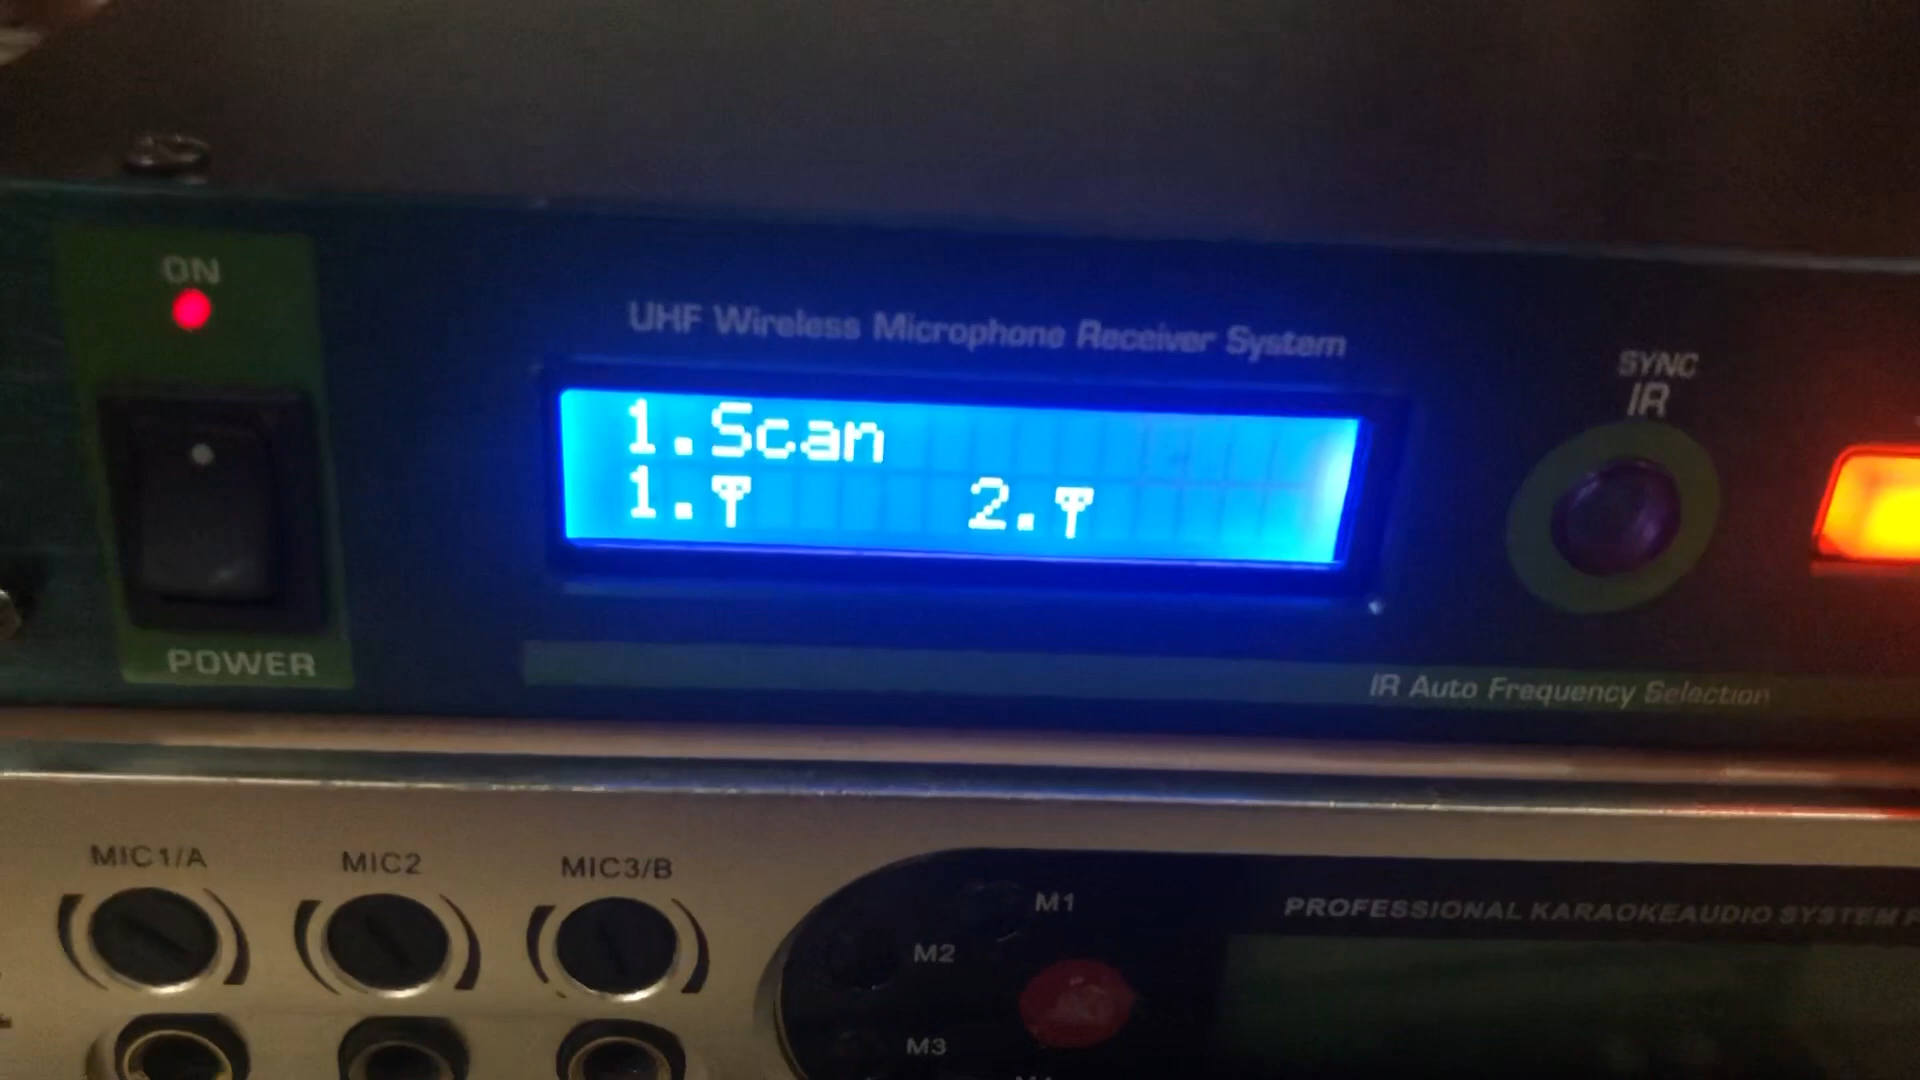 ON
UHF Wireless Microphone Receiver System
SYNC
IR
1.Scan
1. 2.
POWER
IR Auto Frequency Selection
MIC1/A
MIC2
MIC3/B
M1
PROFESSIONAL KARAOKEAUDIO SYSTEM
M2
M3